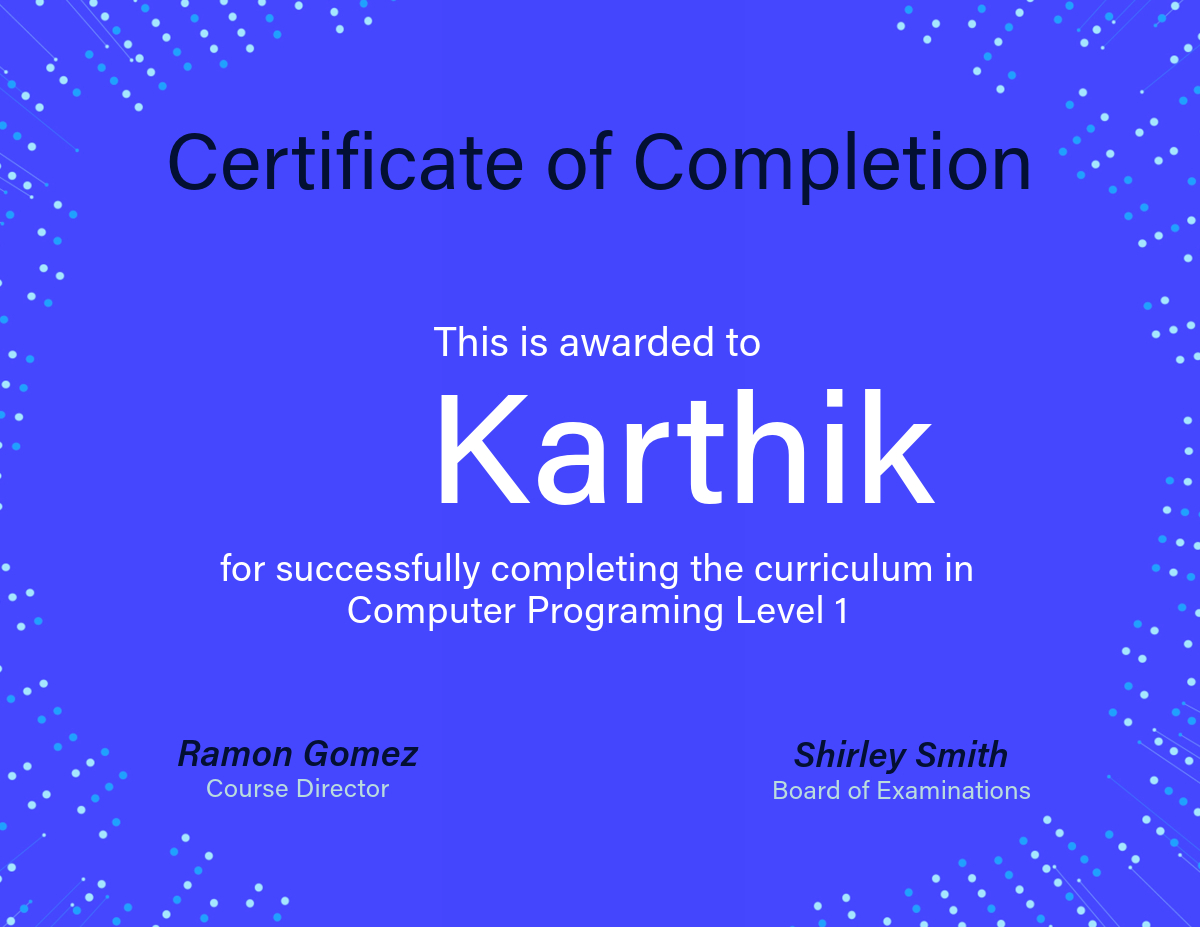 Certificate of Completion
This is awarded to
Karthik
for successfully completing the curriculum in
Computer Programing Level 1
Ramon Gomez
Course Director
Shirley Smith
Board of Examinations